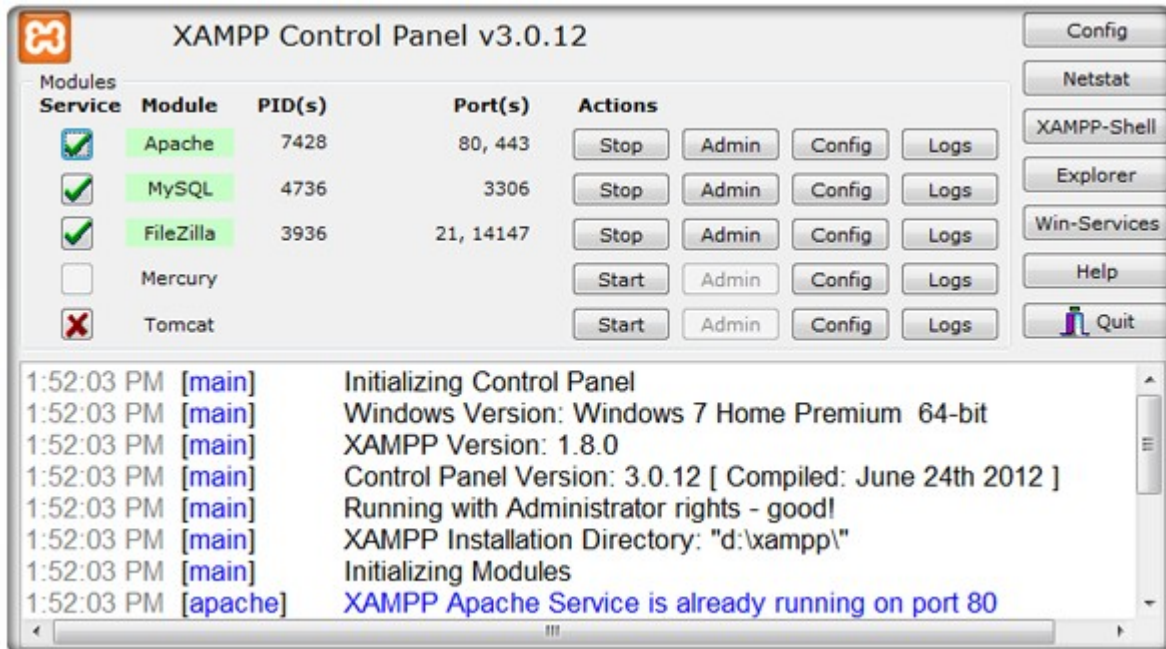 XAMPP Control Panel v3.0.12
Config
Modules
Netstat
Service Module PID(s) Port(s) Actions
Apache 7428 80, 443 Stop Admin Config Logs
XAMPP-Shell
MySQL 4736 3306 Stop Admin Config Logs
Explorer
FileZilla 3936 21, 14147 Stop Admin Config Logs
Win-Services
Mercury Start Admin Config Logs
Help
Tomcat Start Admin Config Logs
Quit
1:52:03 PM [main] Initializing Control Panel
1:52:03 PM [main] Windows Version: Windows 7 Home Premium 64-bit
1:52:03 PM [main] XAMPP Version: 1.8.0
1:52:03 PM [main] Control Panel Version: 3.0.12 [ Compiled: June 24th 2012 ]
1:52:03 PM [main] Running with Administrator rights - good!
1:52:03 PM [main] XAMPP Installation Directory: "d:\xampp\"
1:52:03 PM [main] Initializing Modules
1:52:03 PM [apache] XAMPP Apache Service is already running on port 80